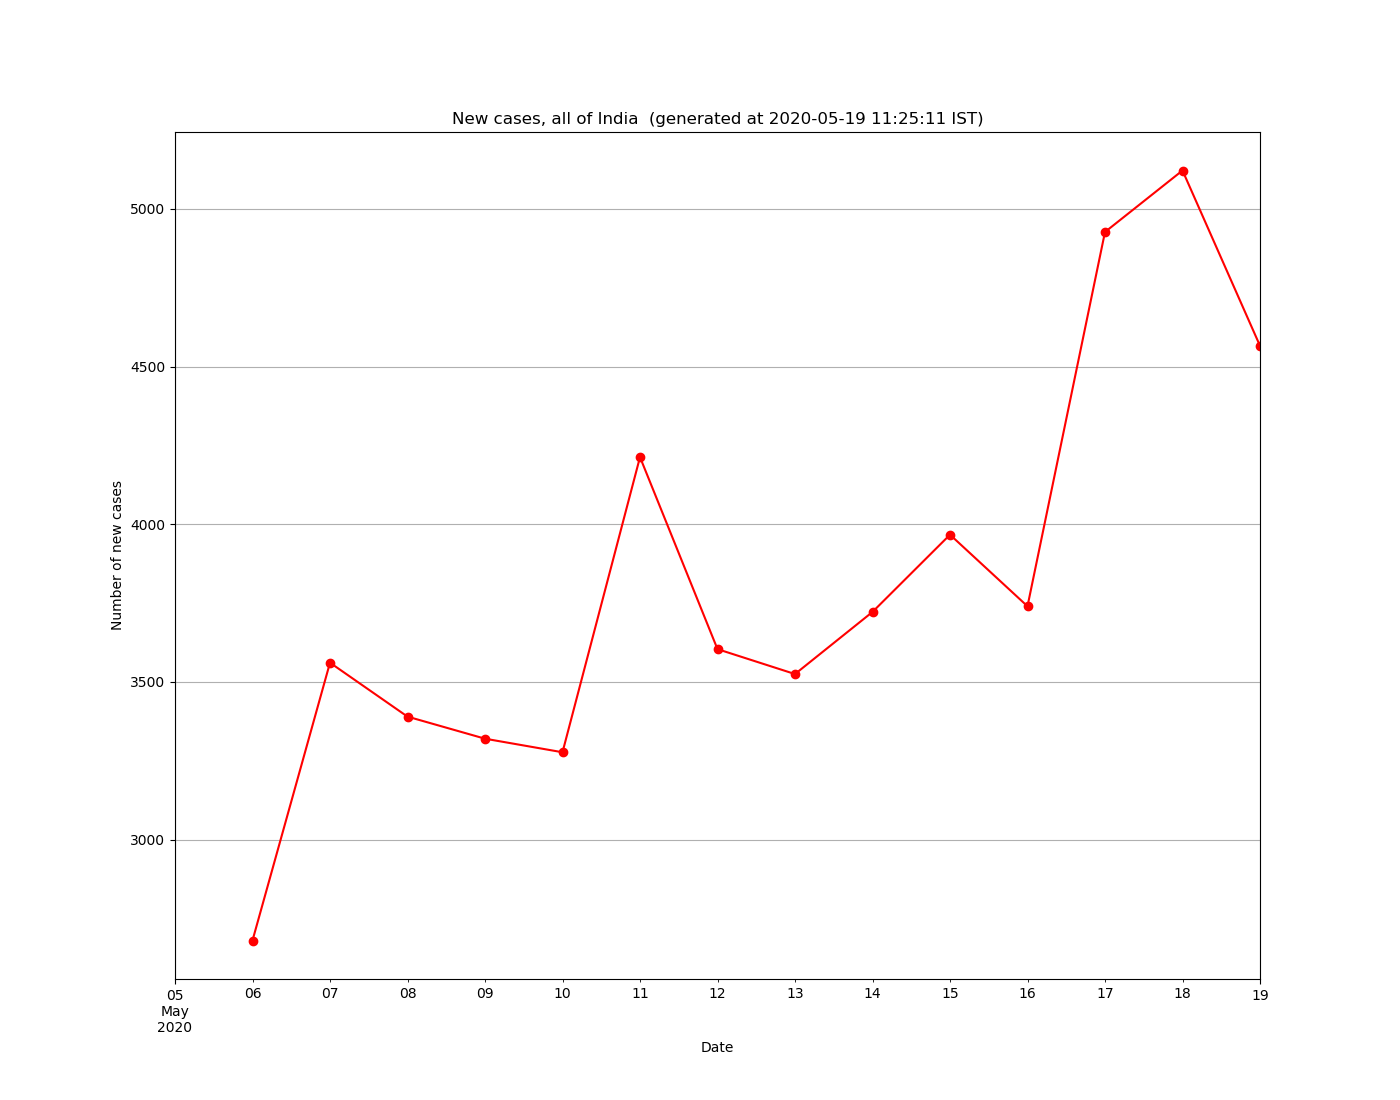 New cases, all of India  (generated at 2020-05-19 11:25:11 IST)
5000
4500
4000
3500
3000
Number of new cases
05 06 07 08 09 10 11 12 13 14 15 16 17 18 19
May
2020
Date